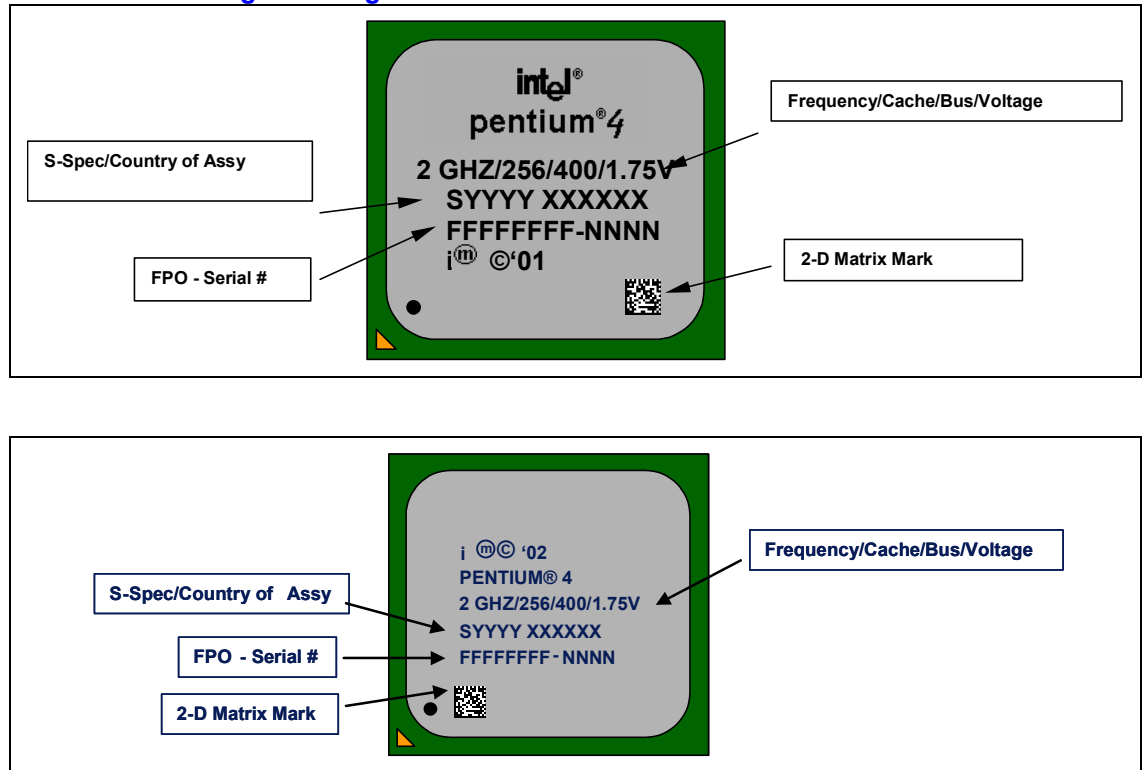 intel®
pentium®4
Frequency/Cache/Bus/Voltage
S-Spec/Country of Assy
2 GHZ/256/400/1.75V
SYYYY XXXXXX
FFFFFFFF-NNNN
i ⓜ ©'01
FPO - Serial #
2-D Matrix Mark
i ⓜ© '02
PENTIUM® 4
2 GHZ/256/400/1.75V
SYYYY XXXXXX
FFFFFFFF-NNNN
Frequency/Cache/Bus/Voltage
S-Spec/Country of Assy
FPO - Serial #
2-D Matrix Mark